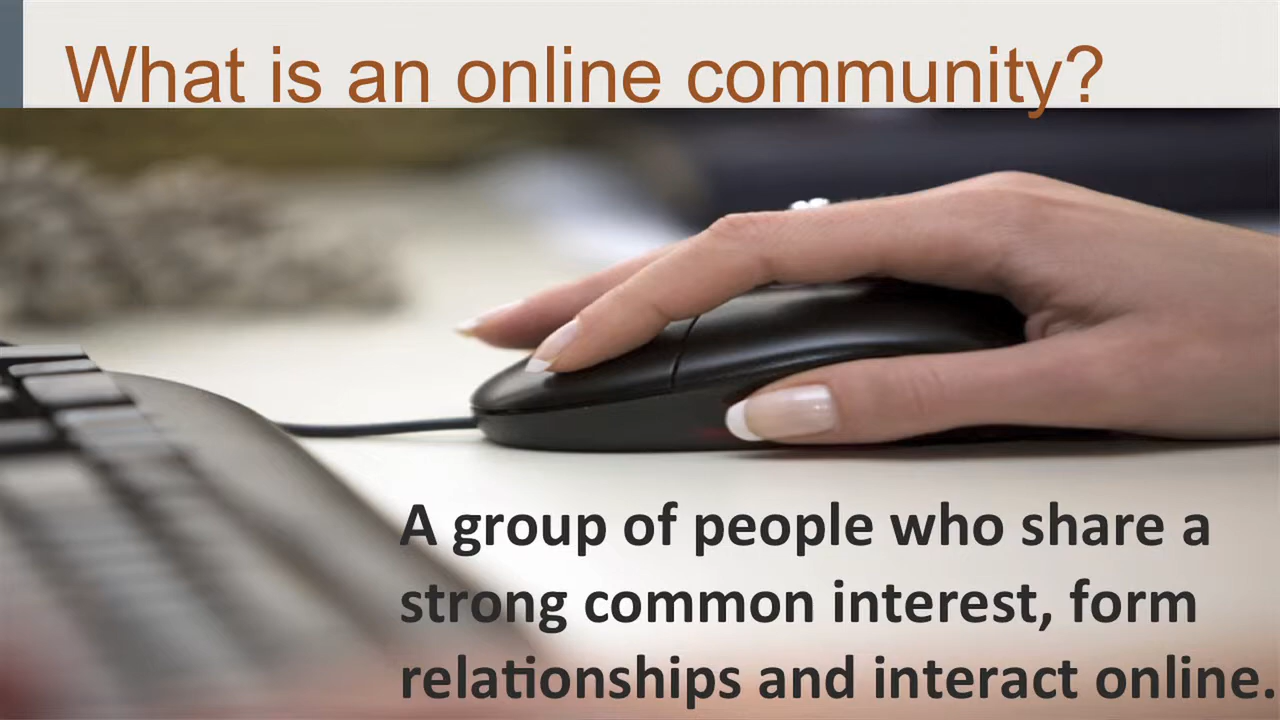 What is an online community?
A group of people who share a
strong common interest, form
relationships and interact online.